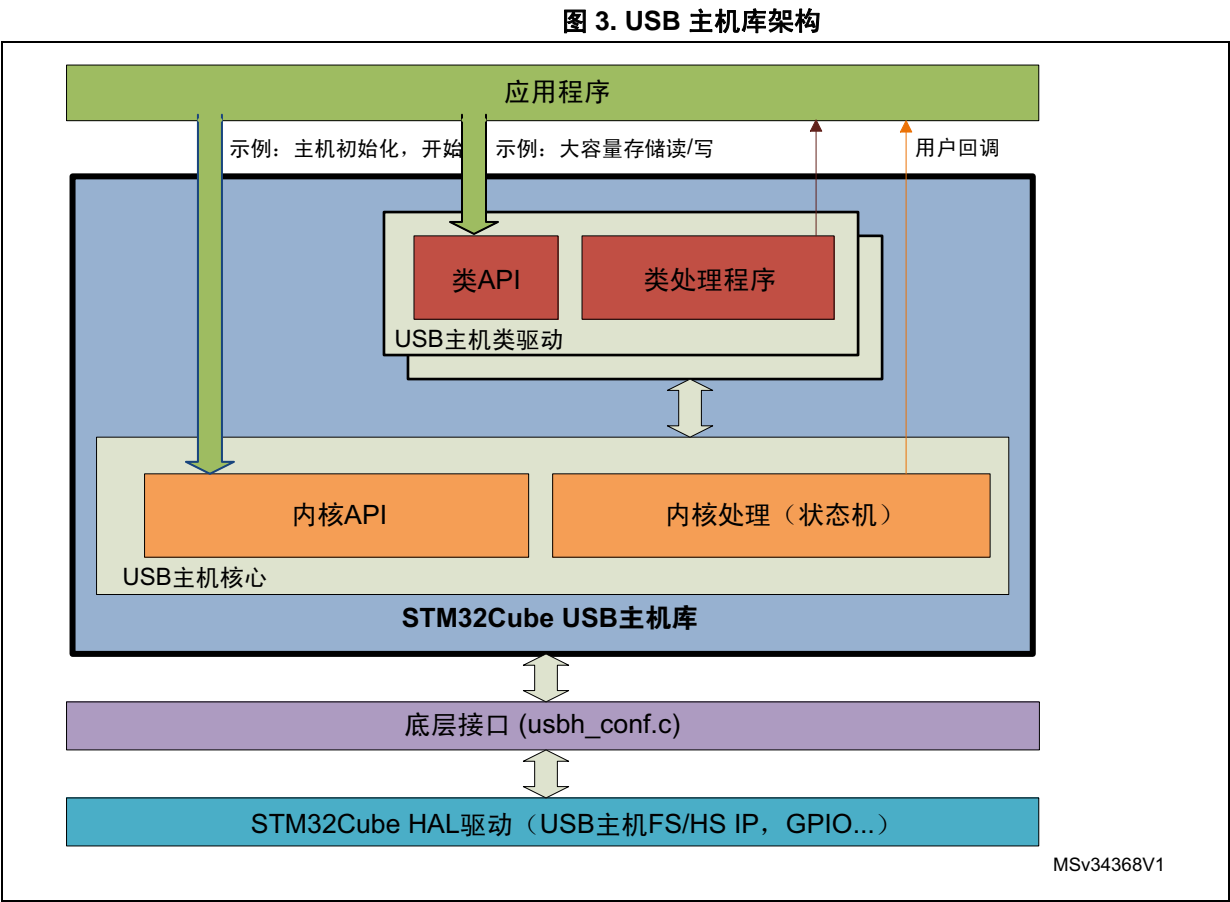 图 3. USB 主机库架构
应用程序
示例：主机初始化，开始
示例：大容量存储读/写
用户回调
类API
类处理程序
USB主机类驱动
内核API
内核处理（状态机）
USB主机核心
STM32Cube USB主机库
底层接口 (usbh_conf.c)
STM32Cube HAL驱动（USB主机FS/HS IP，GPIO...）
MSv34368V1